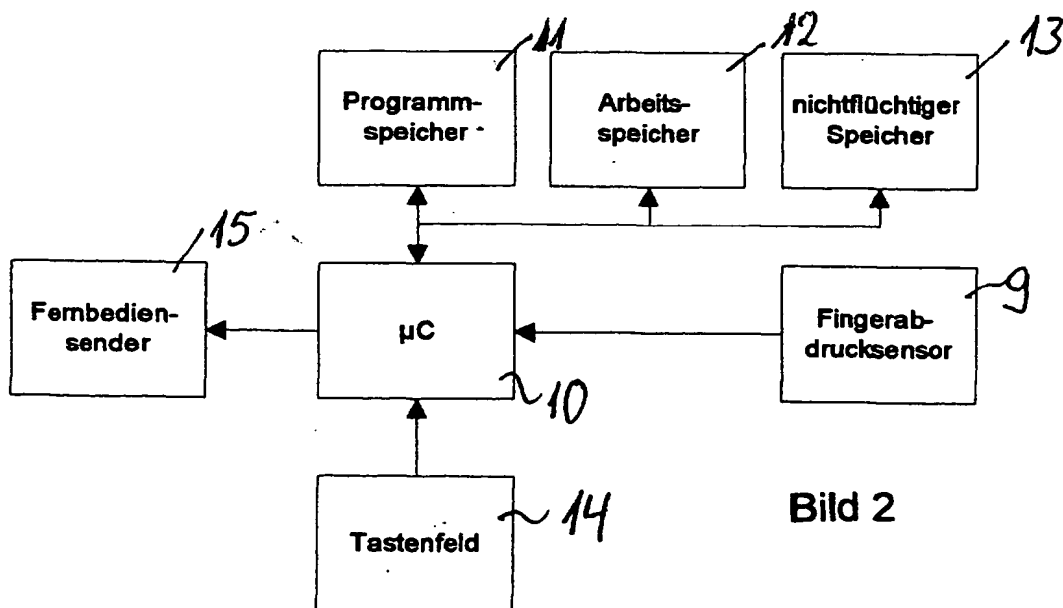 11
12
13
Programm-
speicher
Arbeits-
speicher
nichtflüchtiger
Speicher
15
9
Fernbedien-
sender
µC
Fingerab-
drucksensor
10
14
Tastenfeld
Bild 2